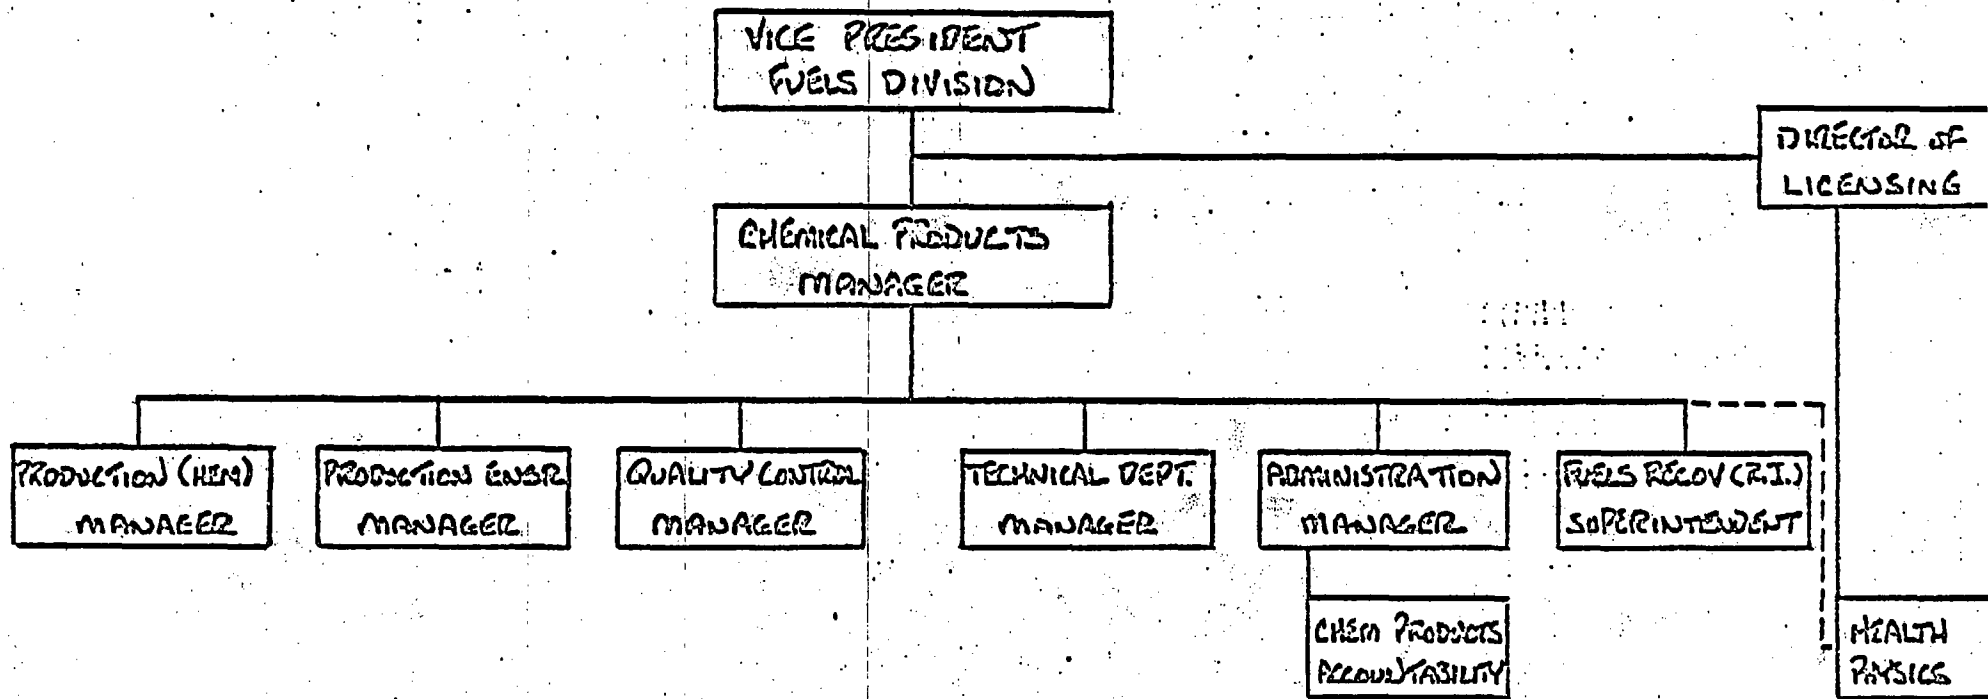 VICE PRESIDENT
FUELS DIVISION
DIRECTOR OF
LICENSING
CHEMICAL PRODUCTS
MANAGER
PRODUCTION (HEM)
MANAGER
PRODUCTION ENGR
MANAGER
QUALITY CONTROL
MANAGER
TECHNICAL DEPT.
MANAGER
ADMINISTRATION
MANAGER
FUELS RECOV (R.I.)
SUPERINTENDENT
CHEM PRODUCTS
ACCOUNTABILITY
HEALTH
PHYSICS